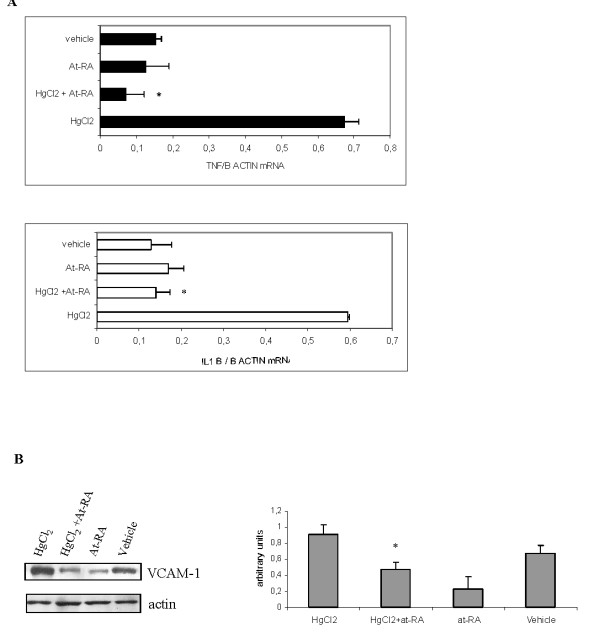 A
vehicle
At-RA
HgCl2 + At-RA *
HgCl2
0 0,1 0,2 0,3 0,4 0,5 0,6 0,7 0,8
TNF/B ACTIN mRNA
vehicle
At-RA
HgCl2 +At-RA *
HgCl2
0 0,1 0,2 0,3 0,4 0,5 0,6 0,7
IL1 B / B ACTIN mRN
B
HgCl2 HgCl2 +At-RA At-RA Vehicle
VCAM-1
actin
1,2
1
0,8
0,6
0,4
0,2
0
arbitrary units
*
HgCl2 HgCl2+at-RA at-RA Vehicle